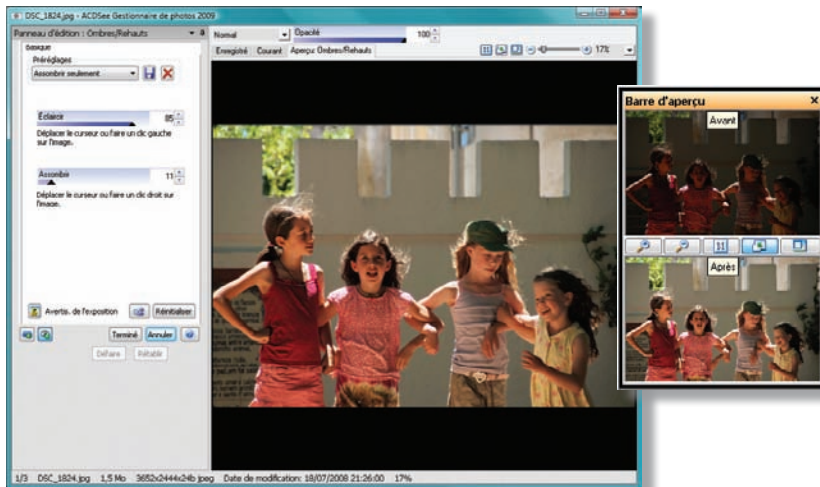 DSC_1824.jpg - ACDSee Gestionnaire de photos 2009
Panneau d'édition : Ombres/Rehauts
Basique
Préréglages
Assombrir seulement
Éclaircir 85
Déplacer le curseur ou faire un clic gauche
sur l'image.
Assombrir 11
Déplacer le curseur ou faire un clic droit sur
l'image.
Avertis. de l'exposition
Réinitialiser
Terminé Annuler
Défaire Rétablir
Normal Opacité 100
Enregistré Courant Aperçu: Ombres/Rehauts 17%
Barre d'aperçu
Avant
Après
1/3 DSC_1824.jpg 1,5 Mo 3652x2444x24b jpeg Date de modification: 18/07/2008 21:26:00 17%